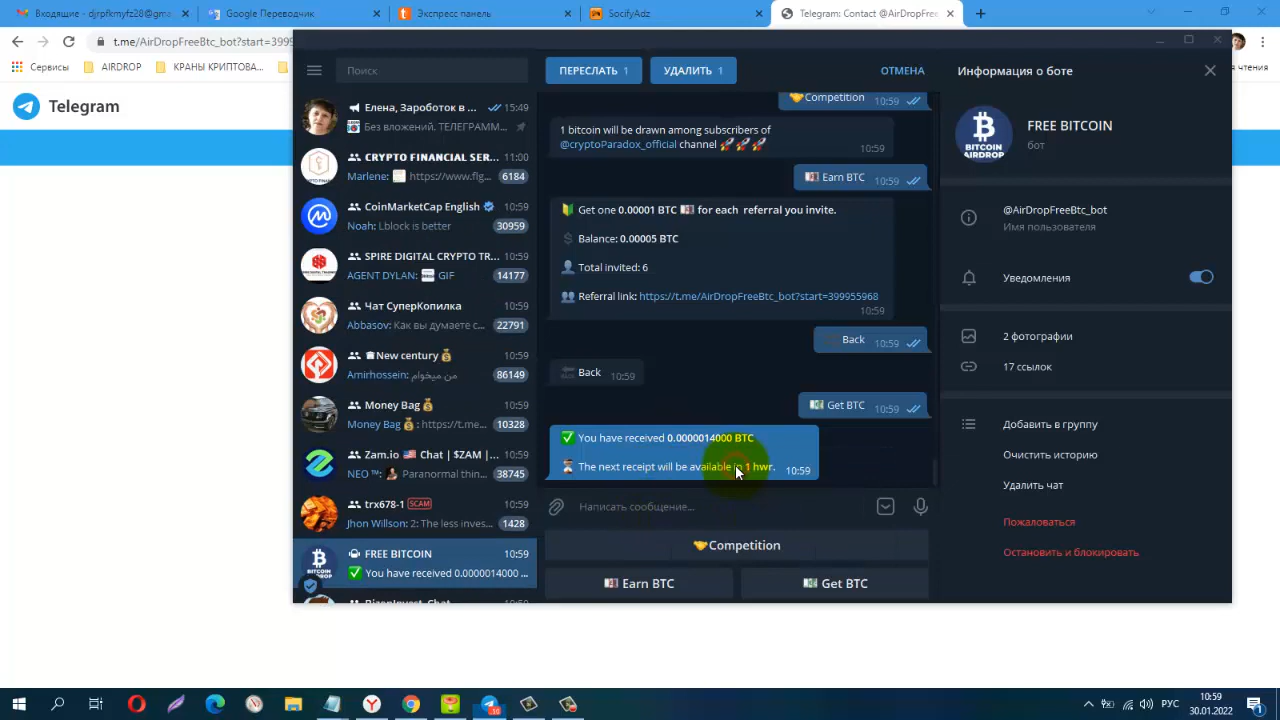 Входящие - djrpfkmyfz28@gma
Google Переводчик
Экспресс панель
SocifyAdz
Telegram: Contact @AirDropFree
t.me/AirDropFreeBtc_bot?start=3999
Сервисы
AIRDROP
КРАНЫ КРИПТОВА...
чтения
Telegram
Поиск
ПЕРЕСЛАТЬ 1
УДАЛИТЬ 1
ОТМЕНА
Информация о боте
Елена, Зароботок в ...
15:49
Без вложений. ТЕЛЕГРАММ...
CRYPTO FINANCIAL SER...
11:00
Marlene: https://www.flg...
6184
CoinMarketCap English
10:59
Noah: Lblock is better
30959
SPIRE DIGITAL CRYPTO TR...
10:59
AGENT DYLAN: GIF
14177
Чат СуперКопилка
10:59
Abbasov: Как вы думаете с...
22791
New century💰
10:59
Amirhossein: من میخوام
86149
Money Bag💰
10:59
Money Bag💰: https://t.me...
10328
Zam.io 🇺🇸 Chat | $ZAM |...
10:59
NEO ™: Paranormal thin...
38745
trx678-1 SCAM
10:59
Jhon Willson: 2: The less inves...
1428
FREE BITCOIN
10:59
✅ You have received 0.0000014000 ...
🤝Competition 10:59
1 bitcoin will be drawn among subscribers of
@cryptoParadox_official channel 🚀🚀🚀
10:59
💵 Earn BTC 10:59
🔰 Get one 0.00001 BTC 💵 for each referral you invite.
💲 Balance: 0.00005 BTC
👤 Total invited: 6
👥 Referral link: https://t.me/AirDropFreeBtc_bot?start=399955968
10:59
Back 10:59
Back 10:59
💵 Get BTC 10:59
✅ You have received 0.0000014000 BTC
⏳ The next receipt will be available in 1 hwr. 10:59
Написать сообщение...
🤝Competition
💵 Earn BTC
💵 Get BTC
BITCOIN
AIRDROP
FREE BITCOIN
бот
@AirDropFreeBtc_bot
Имя пользователя
Уведомления
2 фотографии
17 ссылок
Добавить в группу
Очистить историю
Удалить чат
Пожаловаться
Остановить и блокировать
РУС
10:59
30.01.2022